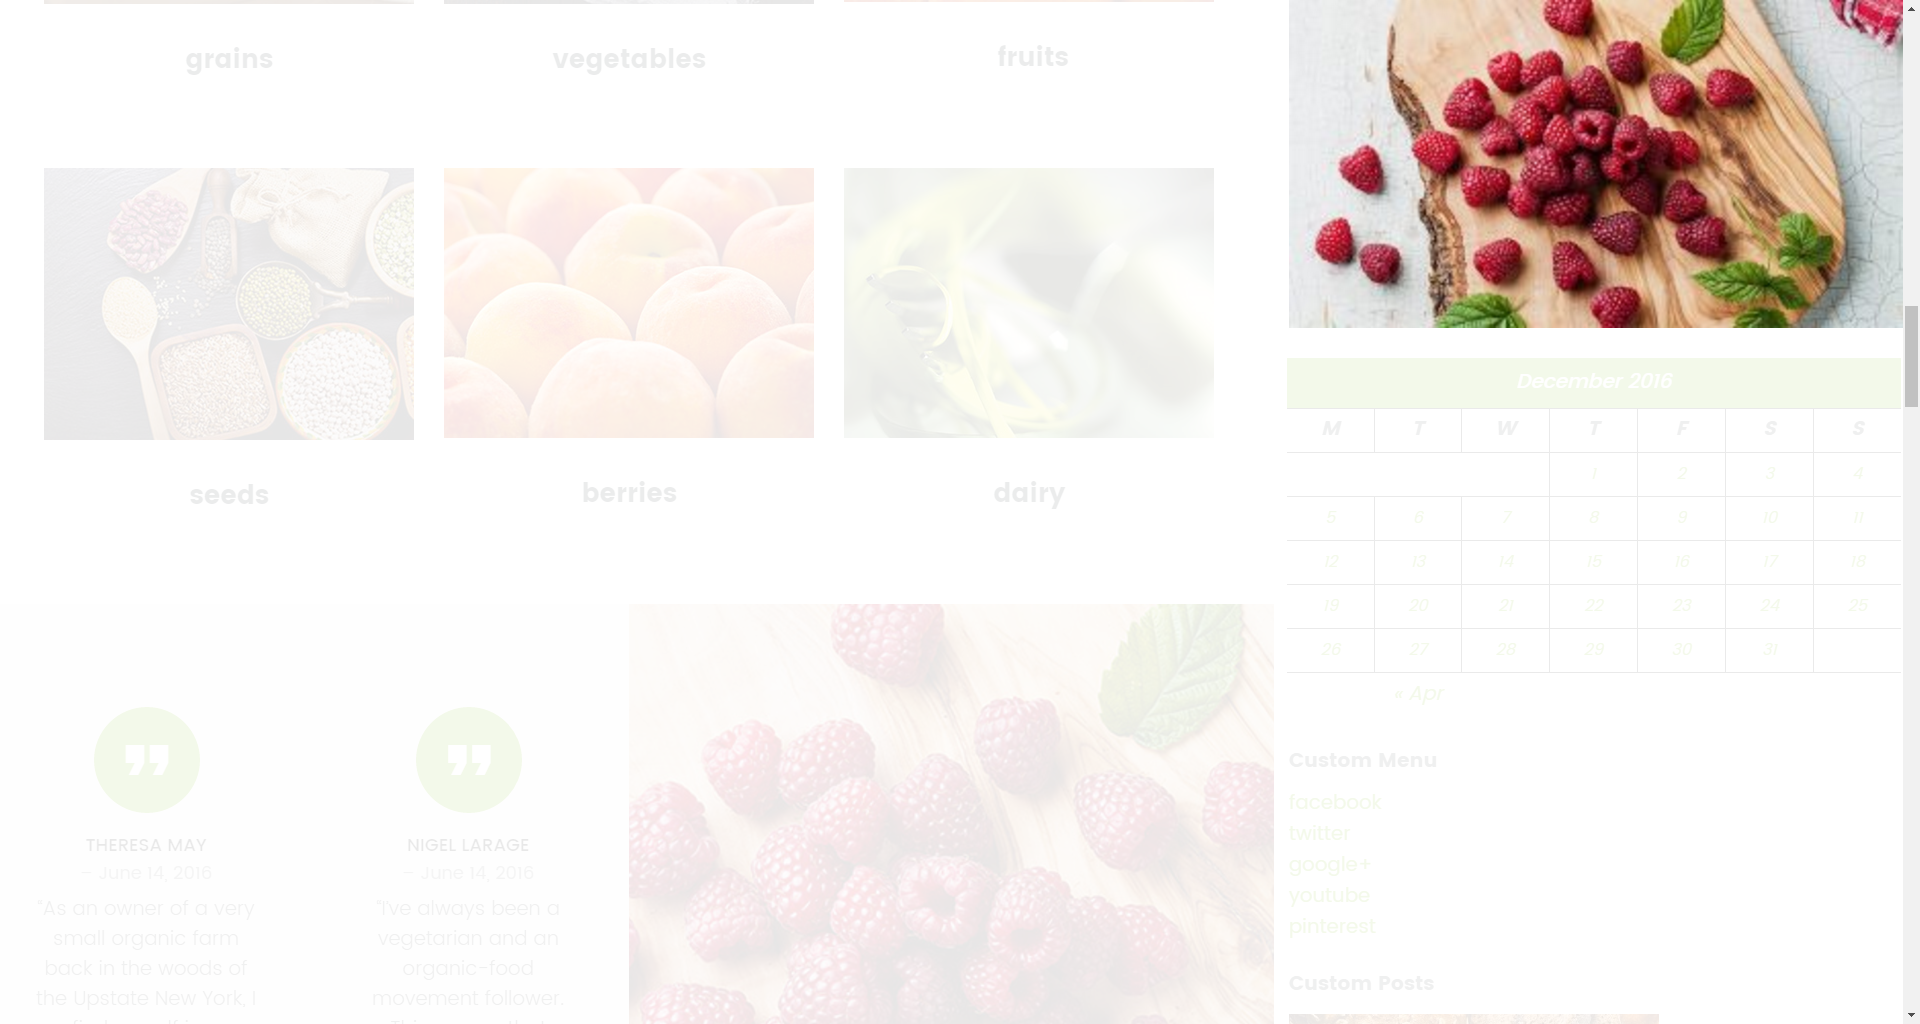 grains
vegetables
fruits
seeds
berries
dairy
THERESA MAY
– June 14, 2016
“As an owner of a very
small organic farm
back in the woods of
the Upstate New York, I
NIGEL LARAGE
– June 14, 2016
“I’ve always been a
vegetarian and an
organic-food
movement follower.
December 2016
M T W T F S S
1 2 3 4
5 6 7 8 9 10 11
12 13 14 15 16 17 18
19 20 21 22 23 24 25
26 27 28 29 30 31
« Apr
Custom Menu
facebook
twitter
google+
youtube
pinterest
Custom Posts